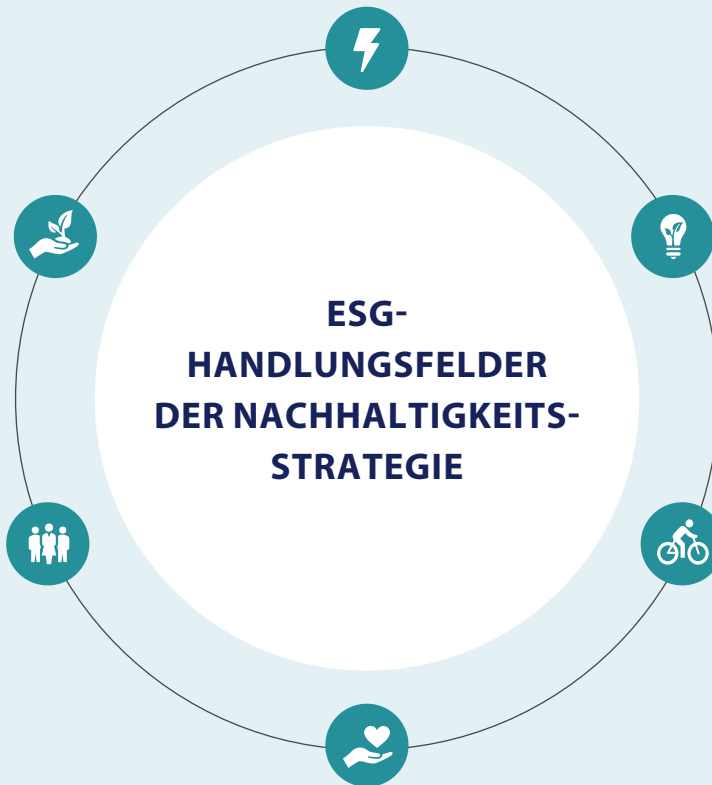 ESG-
HANDLUNGSFELDER
DER NACHHALTIGKEITS-
STRATEGIE